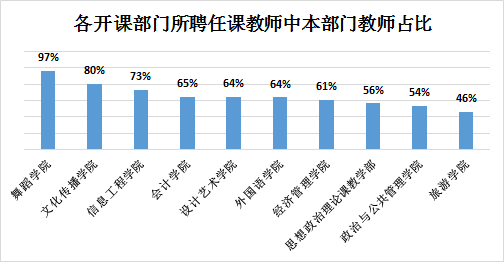 各开课部门所聘任课教师中本部门教师占比
97%
80%
73%
65%
64%
64%
61%
56%
54%
46%
舞蹈学院
文化传播学院
信息工程学院
会计学院
设计艺术学院
外国语学院
经济管理学院
思想政治理论课教学部
政治与公共管理学院
旅游学院